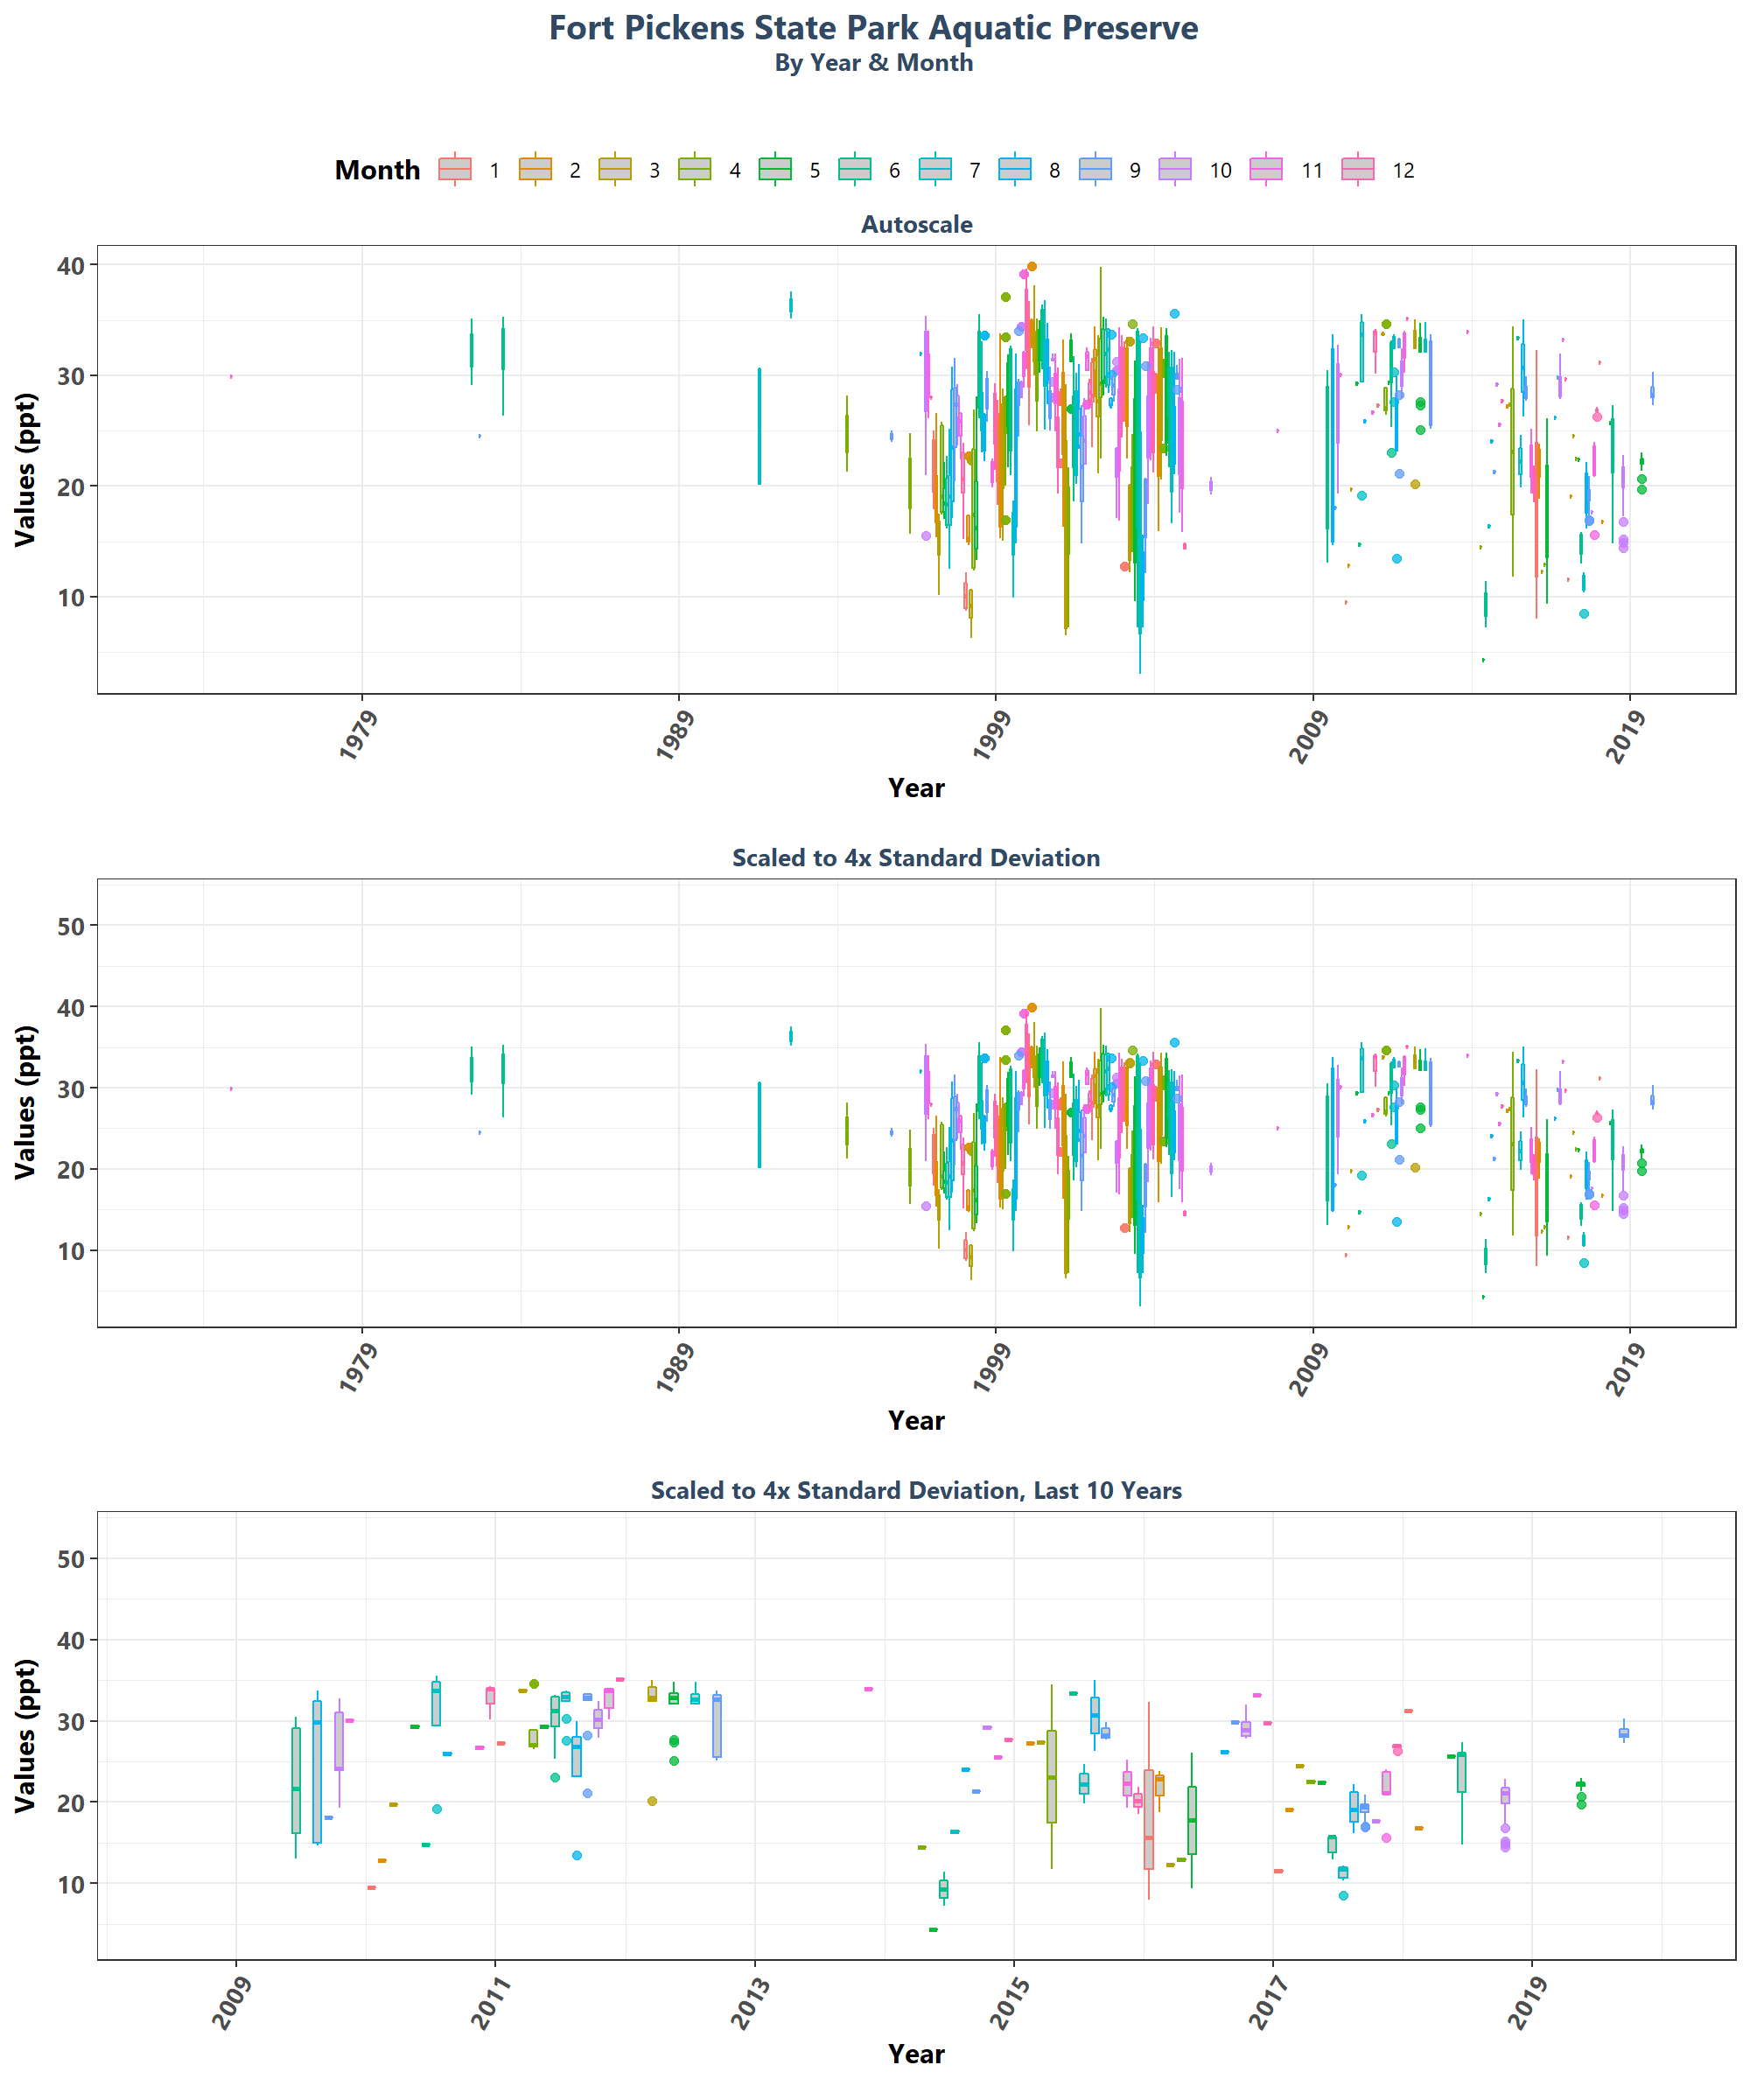 Fort Pickens State Park Aquatic Preserve
By Year & Month
Month 1 2 3 4 5 6 7 8 9 10 11 12
Autoscale
Values (ppt)
40
30
20
10
1979 1989 1999 2009 2019
Year
Scaled to 4x Standard Deviation
Values (ppt)
50
40
30
20
10
1979 1989 1999 2009 2019
Year
Scaled to 4x Standard Deviation, Last 10 Years
Values (ppt)
50
40
30
20
10
2009 2011 2013 2015 2017 2019
Year